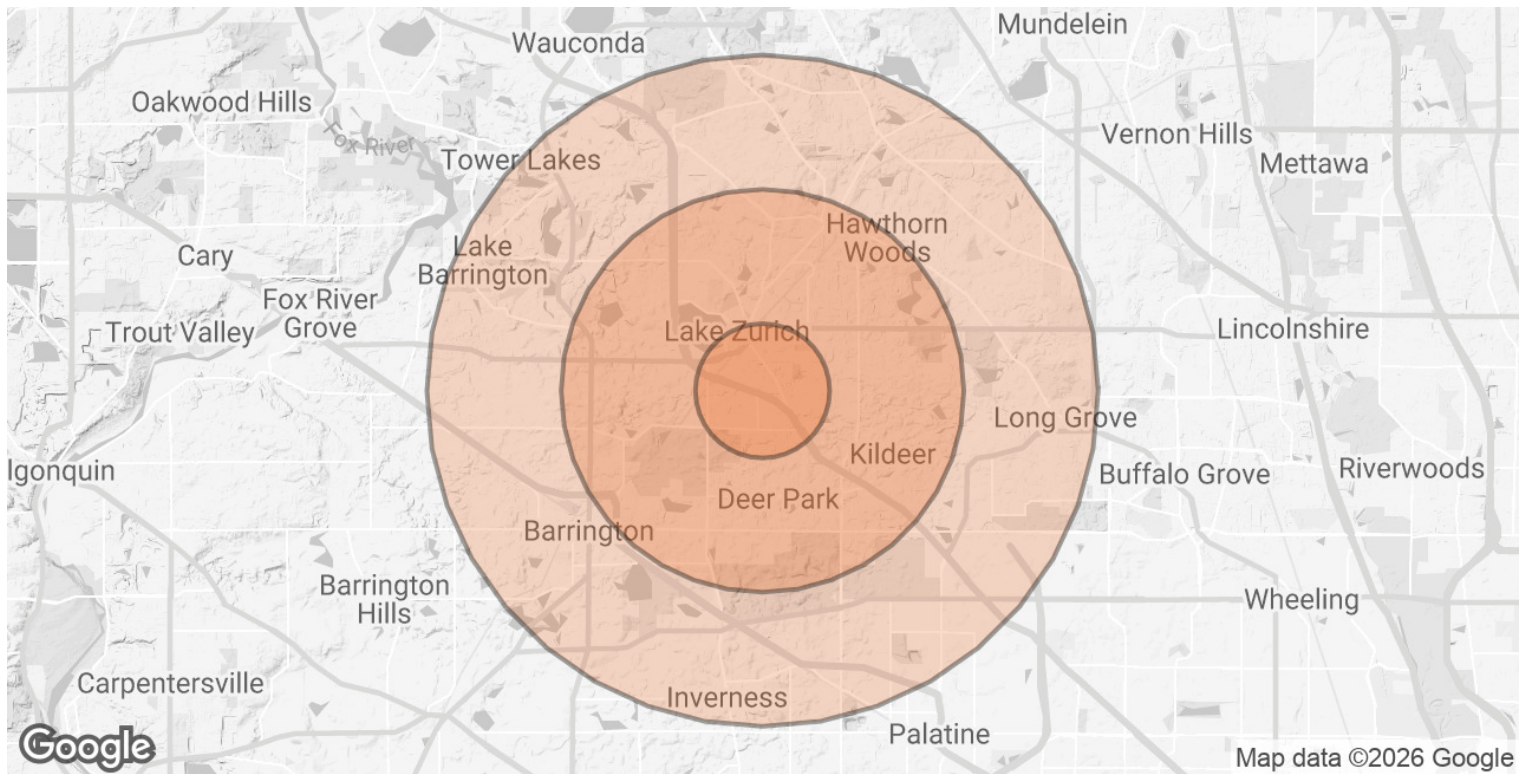 Mundelein
Wauconda
Oakwood Hills
Fox River
Vernon Hills
Tower Lakes
Mettawa
Hawthorn
Woods
Lake
Barrington
Cary
Fox River
Grove
Trout Valley
Lake Zurich
Lincolnshire
Long Grove
Kildeer
lgonquin
Buffalo Grove
Riverwoods
Deer Park
Barrington
Barrington
Hills
Wheeling
Carpentersville
Inverness
Palatine
Google
Map data ©2026 Google